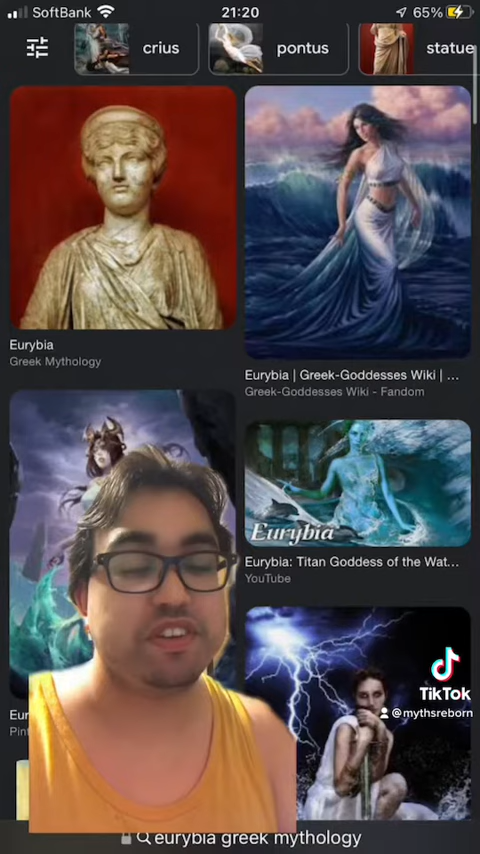 SoftBank
21:20
65%
crius
pontus
statue
Eurybia
Greek Mythology
Eurybia | Greek-Goddesses Wiki | ...
Greek-Goddesses Wiki - Fandom
Eurybia
Eurybia: Titan Goddess of the Wat...
YouTube
Eur
Pin
TikTok
@mythsreborn
eurybia greek mythology